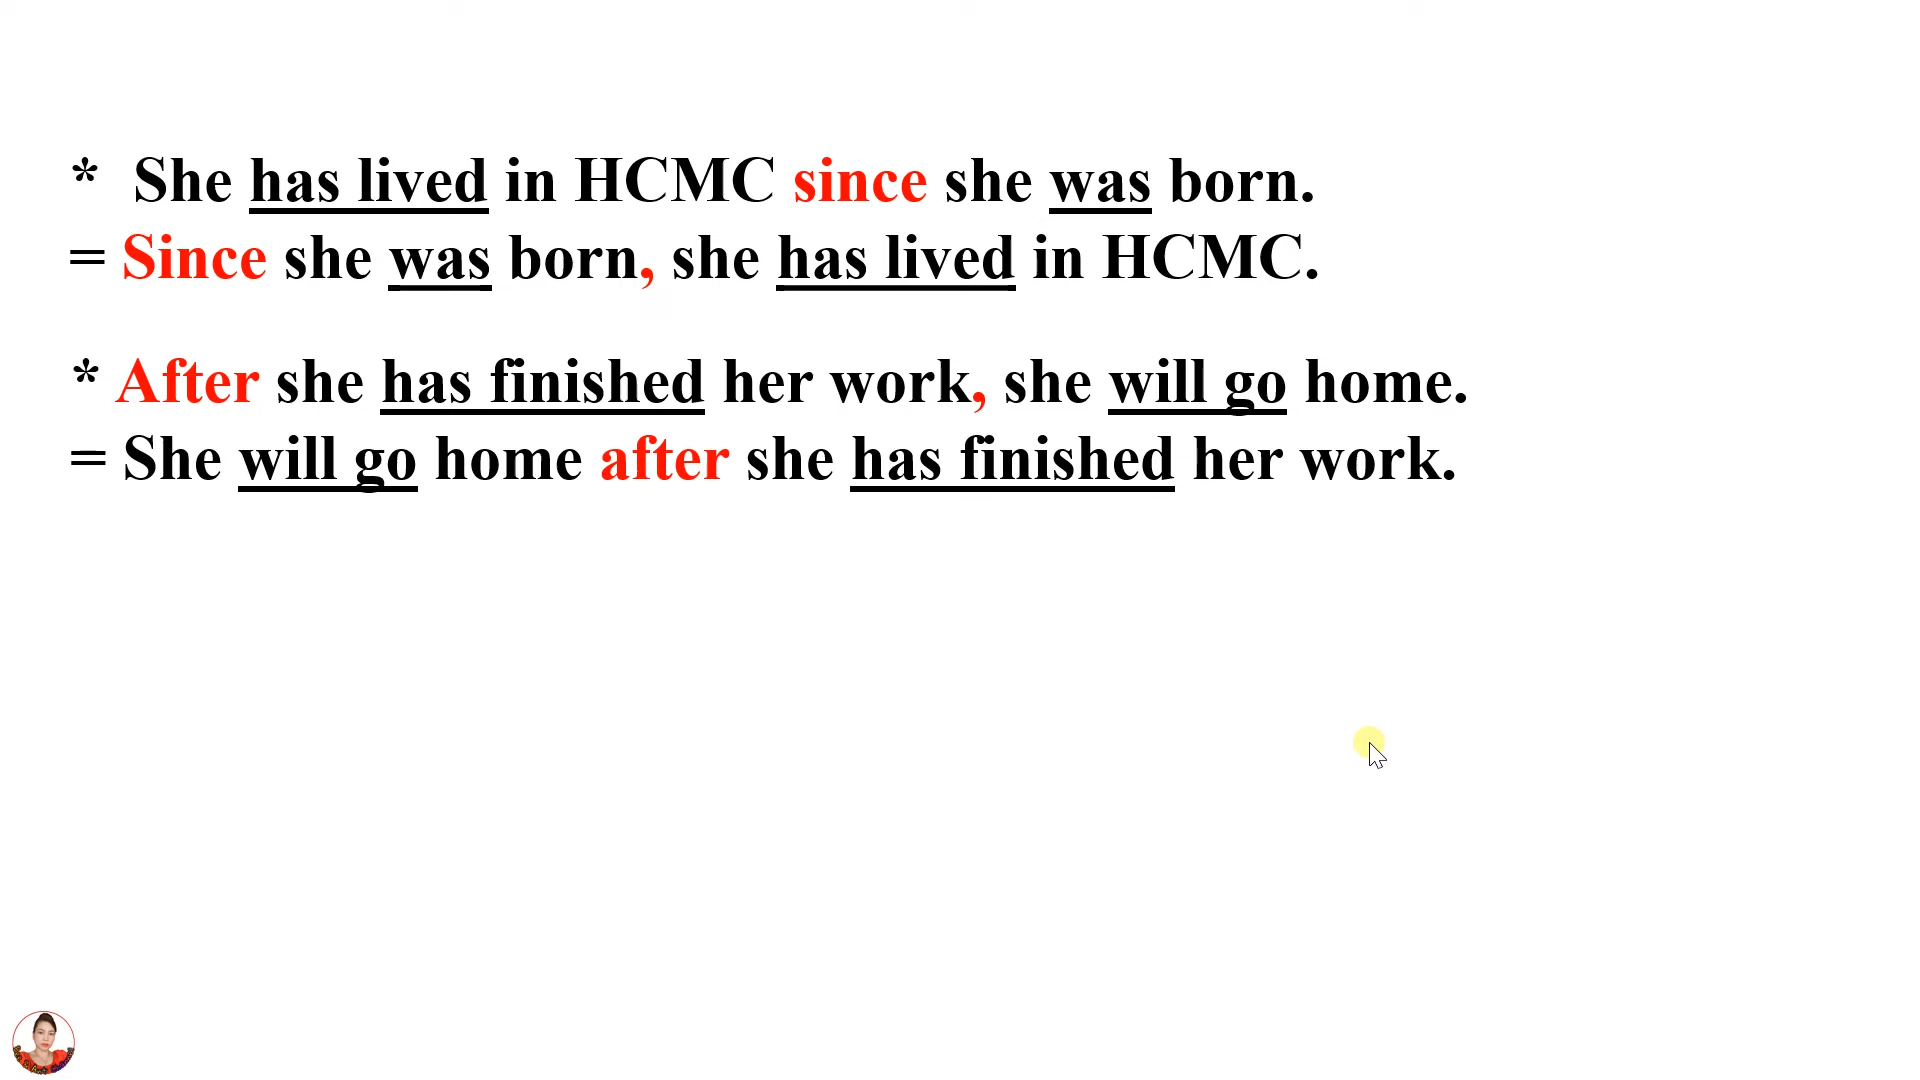 * She has lived in HCMC since she was born.
= Since she was born, she has lived in HCMC.
* After she has finished her work, she will go home.
= She will go home after she has finished her work.